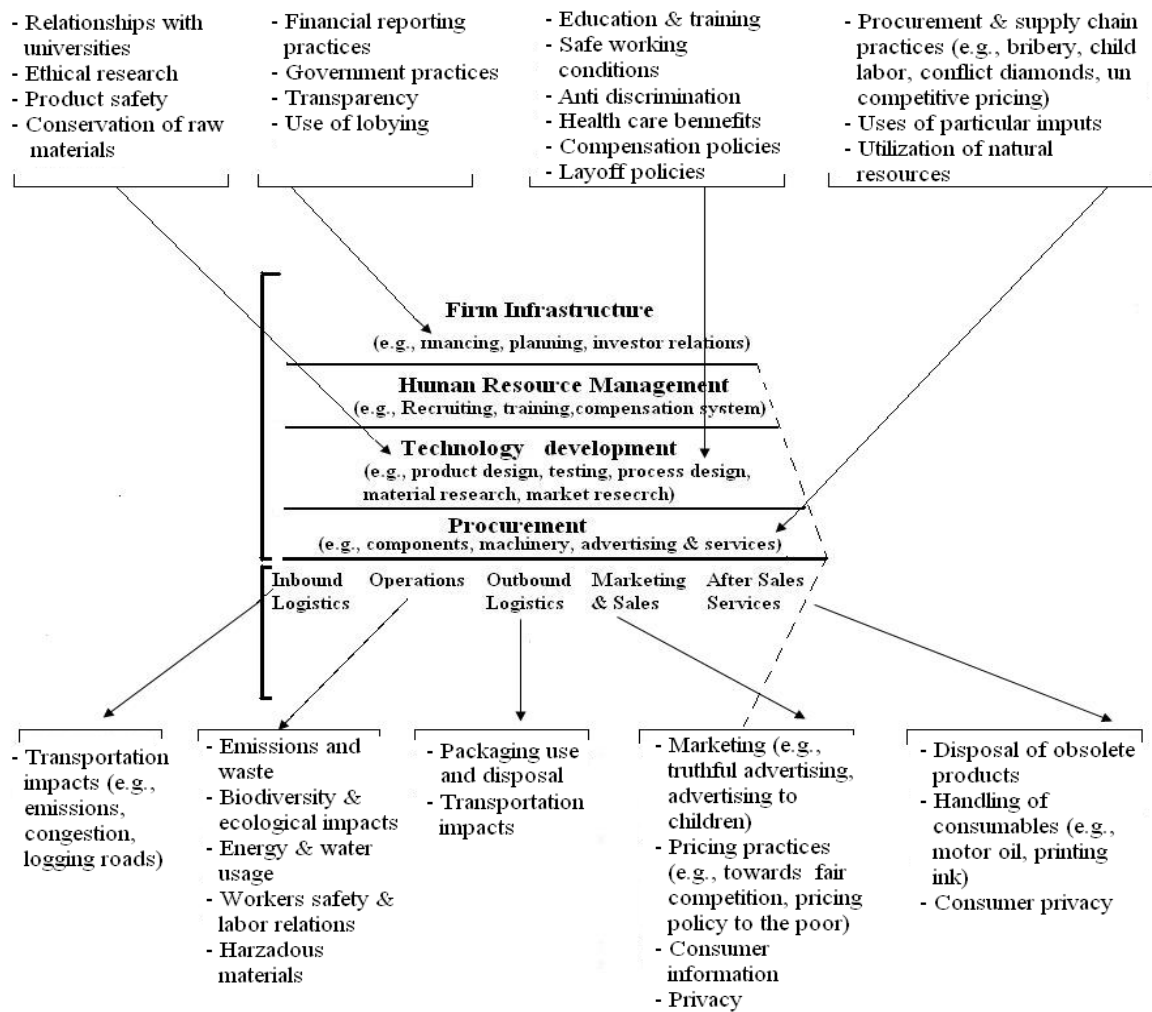 - Relationships with
universities
- Ethical research
- Product safety
- Conservation of raw
materials
- Financial reporting
practices
- Government practices
- Transparency
- Use of lobying
- Education & training
- Safe working
conditions
- Anti discrimination
- Health care bennefits
- Compensation policies
- Layoff policies
- Procurement & supply chain
practices (e.g., bribery, child
labor, conflict diamonds, un
competitive pricing)
- Uses of particular imputs
- Utilization of natural
resources
Firm Infrastructure
(e.g., financing, planning, investor relations)
Human Resource Management
(e.g., Recruiting, training,compensation system)
Technology development
(e.g., product design, testing, process design,
material research, market resecrch)
Procurement
(e.g., components, machinery, advertising & services)
Inbound
Logistics
Operations
Outbound
Logistics
Marketing
& Sales
After Sales
Services
- Transportation
impacts (e.g.,
emissions,
congestion,
logging roads)
- Emissions and
waste
- Biodiversity &
ecological impacts
- Energy & water
usage
- Workers safety &
labor relations
- Harzadous
materials
- Packaging use
and disposal
- Transportation
impacts
- Marketing (e.g.,
truthful advertising,
advertising to
children)
- Pricing practices
(e.g., towards fair
competition, pricing
policy to the poor)
- Consumer
information
- Privacy
- Disposal of obsolete
products
- Handling of
consumables (e.g.,
motor oil, printing
ink)
- Consumer privacy